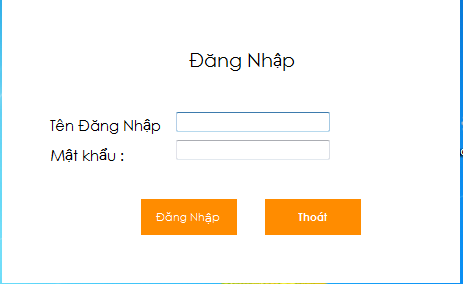 Đăng Nhập
Tên Đăng Nhập
Mật khẩu :
Đăng Nhập
Thoát